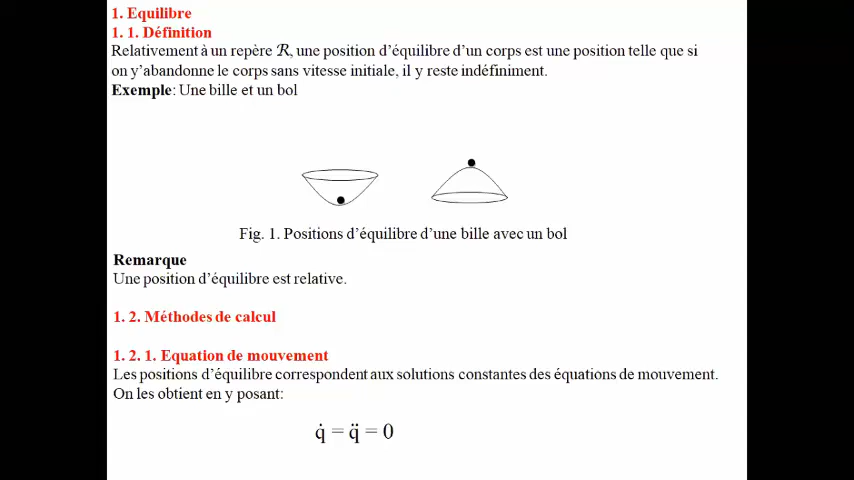 1. Equilibre
1. 1. Définition
Relativement à un repère ℛ, une position d’équilibre d’un corps est une position telle que si
on y’abandonne le corps sans vitesse initiale, il y reste indéfiniment.
Exemple: Une bille et un bol
Fig. 1. Positions d’équilibre d’une bille avec un bol
Remarque
Une position d’équilibre est relative.
1. 2. Méthodes de calcul
1. 2. 1. Equation de mouvement
Les positions d’équilibre correspondent aux solutions constantes des équations de mouvement.
On les obtient en y posant:
q̇ = q̈ = 0